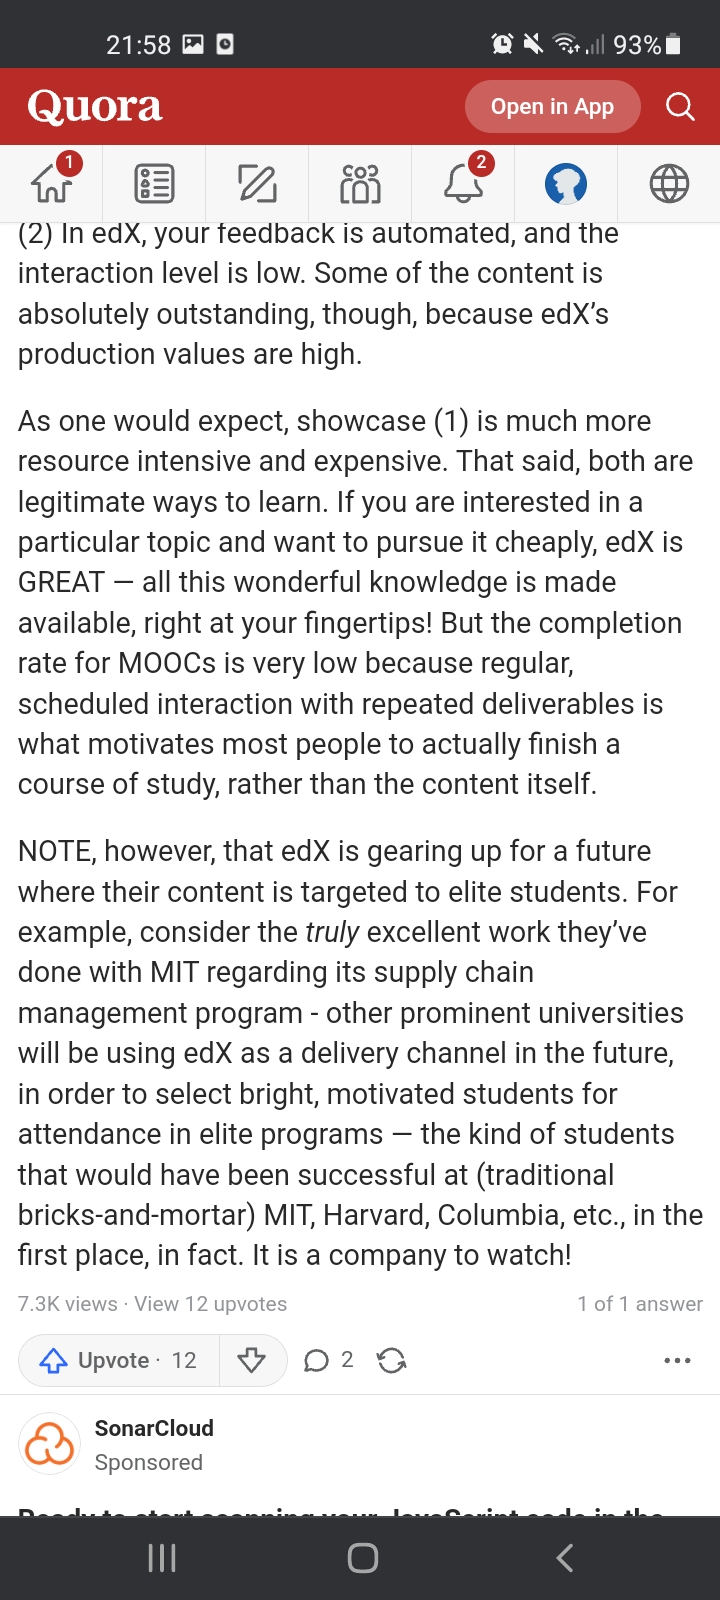 21:58
93%
Quora
Open in App
1
2
(2) In edX, your feedback is automated, and the
interaction level is low. Some of the content is
absolutely outstanding, though, because edX’s
production values are high.
As one would expect, showcase (1) is much more
resource intensive and expensive. That said, both are
legitimate ways to learn. If you are interested in a
particular topic and want to pursue it cheaply, edX is
GREAT — all this wonderful knowledge is made
available, right at your fingertips! But the completion
rate for MOOCs is very low because regular,
scheduled interaction with repeated deliverables is
what motivates most people to actually finish a
course of study, rather than the content itself.
NOTE, however, that edX is gearing up for a future
where their content is targeted to elite students. For
example, consider the truly excellent work they’ve
done with MIT regarding its supply chain
management program - other prominent universities
will be using edX as a delivery channel in the future,
in order to select bright, motivated students for
attendance in elite programs — the kind of students
that would have been successful at (traditional
bricks-and-mortar) MIT, Harvard, Columbia, etc., in the
first place, in fact. It is a company to watch!
7.3K views · View 12 upvotes
1 of 1 answer
Upvote · 12
2
SonarCloud
Sponsored
Ready to start scanning your JavaScript code in the